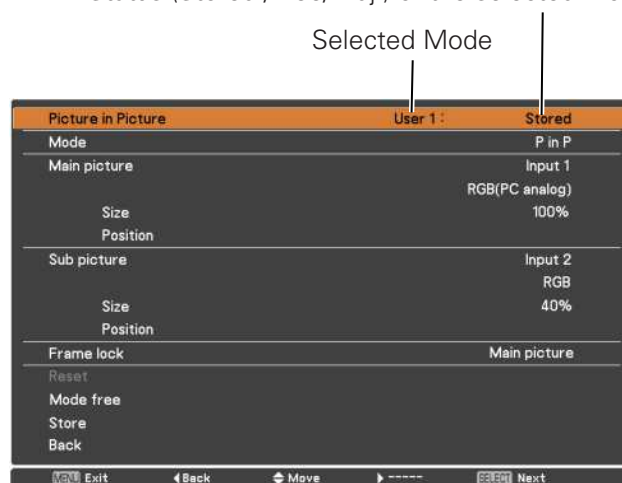 Selected Mode
Picture in Picture User 1 : Stored
Mode P in P
Main picture Input 1
RGB(PC analog)
Size 100%
Position
Sub picture Input 2
RGB
Size 40%
Position
Frame lock Main picture
Reset
Mode free
Store
Back
MENU Exit ◀Back Move ▶ ----- SELECT Next